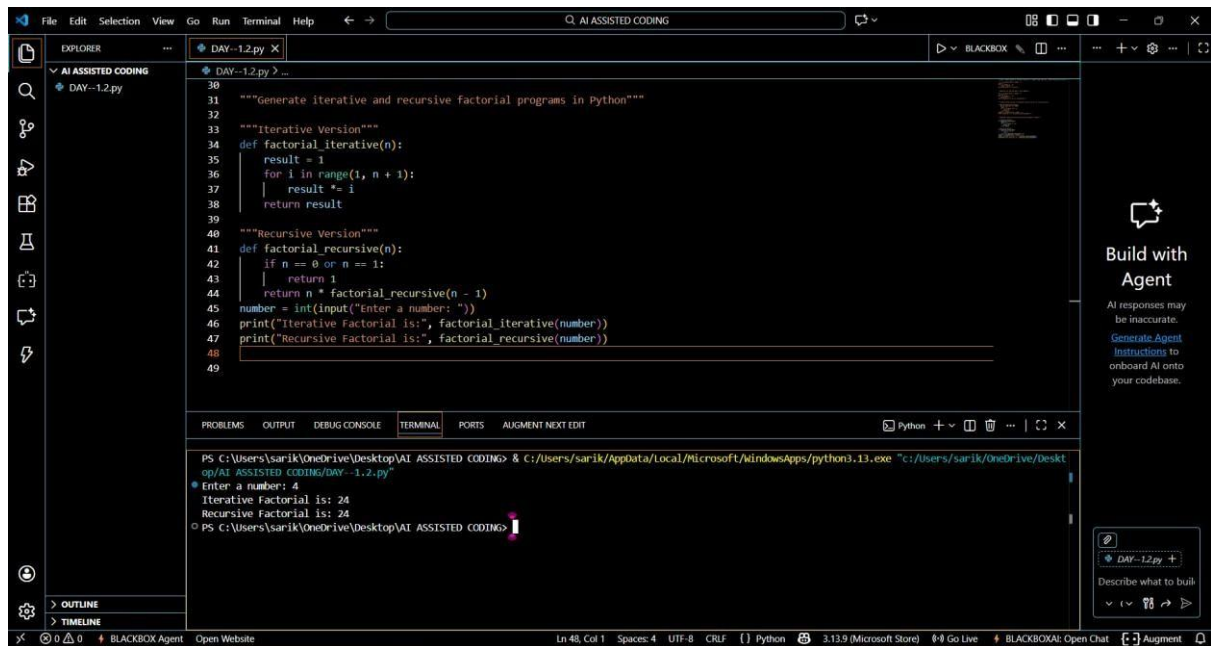 File Edit Selection View Go Run Terminal Help
AI ASSISTED CODING
EXPLORER
DAY--1.2.py
BLACKBOX
AI ASSISTED CODING
DAY--1.2.py
DAY--1.2.py > ...
30
31 """Generate iterative and recursive factorial programs in Python"""
32
33 """Iterative Version"""
34 def factorial_iterative(n):
35 result = 1
36 for i in range(1, n + 1):
37 result *= i
38 return result
39
40 """Recursive Version"""
41 def factorial_recursive(n):
42 if n == 0 or n == 1:
43 return 1
44 return n * factorial_recursive(n - 1)
45 number = int(input("Enter a number: "))
46 print("Iterative Factorial is:", factorial_iterative(number))
47 print("Recursive Factorial is:", factorial_recursive(number))
48
49
Build with
Agent
AI responses may
be inaccurate.
Generate Agent
Instructions to
onboard AI onto
your codebase.
PROBLEMS OUTPUT DEBUG CONSOLE TERMINAL PORTS AUGMENT NEXT EDIT
Python
PS C:\Users\sarik\OneDrive\Desktop\AI ASSISTED CODING> & C:/Users/sarik/AppData/Local/Microsoft/WindowsApps/python3.13.exe "c:/Users/sarik/OneDrive/Deskt
op/AI ASSISTED CODING/DAY--1.2.py"
Enter a number: 4
Iterative Factorial is: 24
Recursive Factorial is: 24
PS C:\Users\sarik\OneDrive\Desktop\AI ASSISTED CODING>
DAY--1.2.py +
Describe what to buil
OUTLINE
TIMELINE
0 0 BLACKBOX Agent Open Website Ln 48, Col 1 Spaces: 4 UTF-8 CRLF {} Python 3.13.9 (Microsoft Store) Go Live BLACKBOXAI: Open Chat Augment